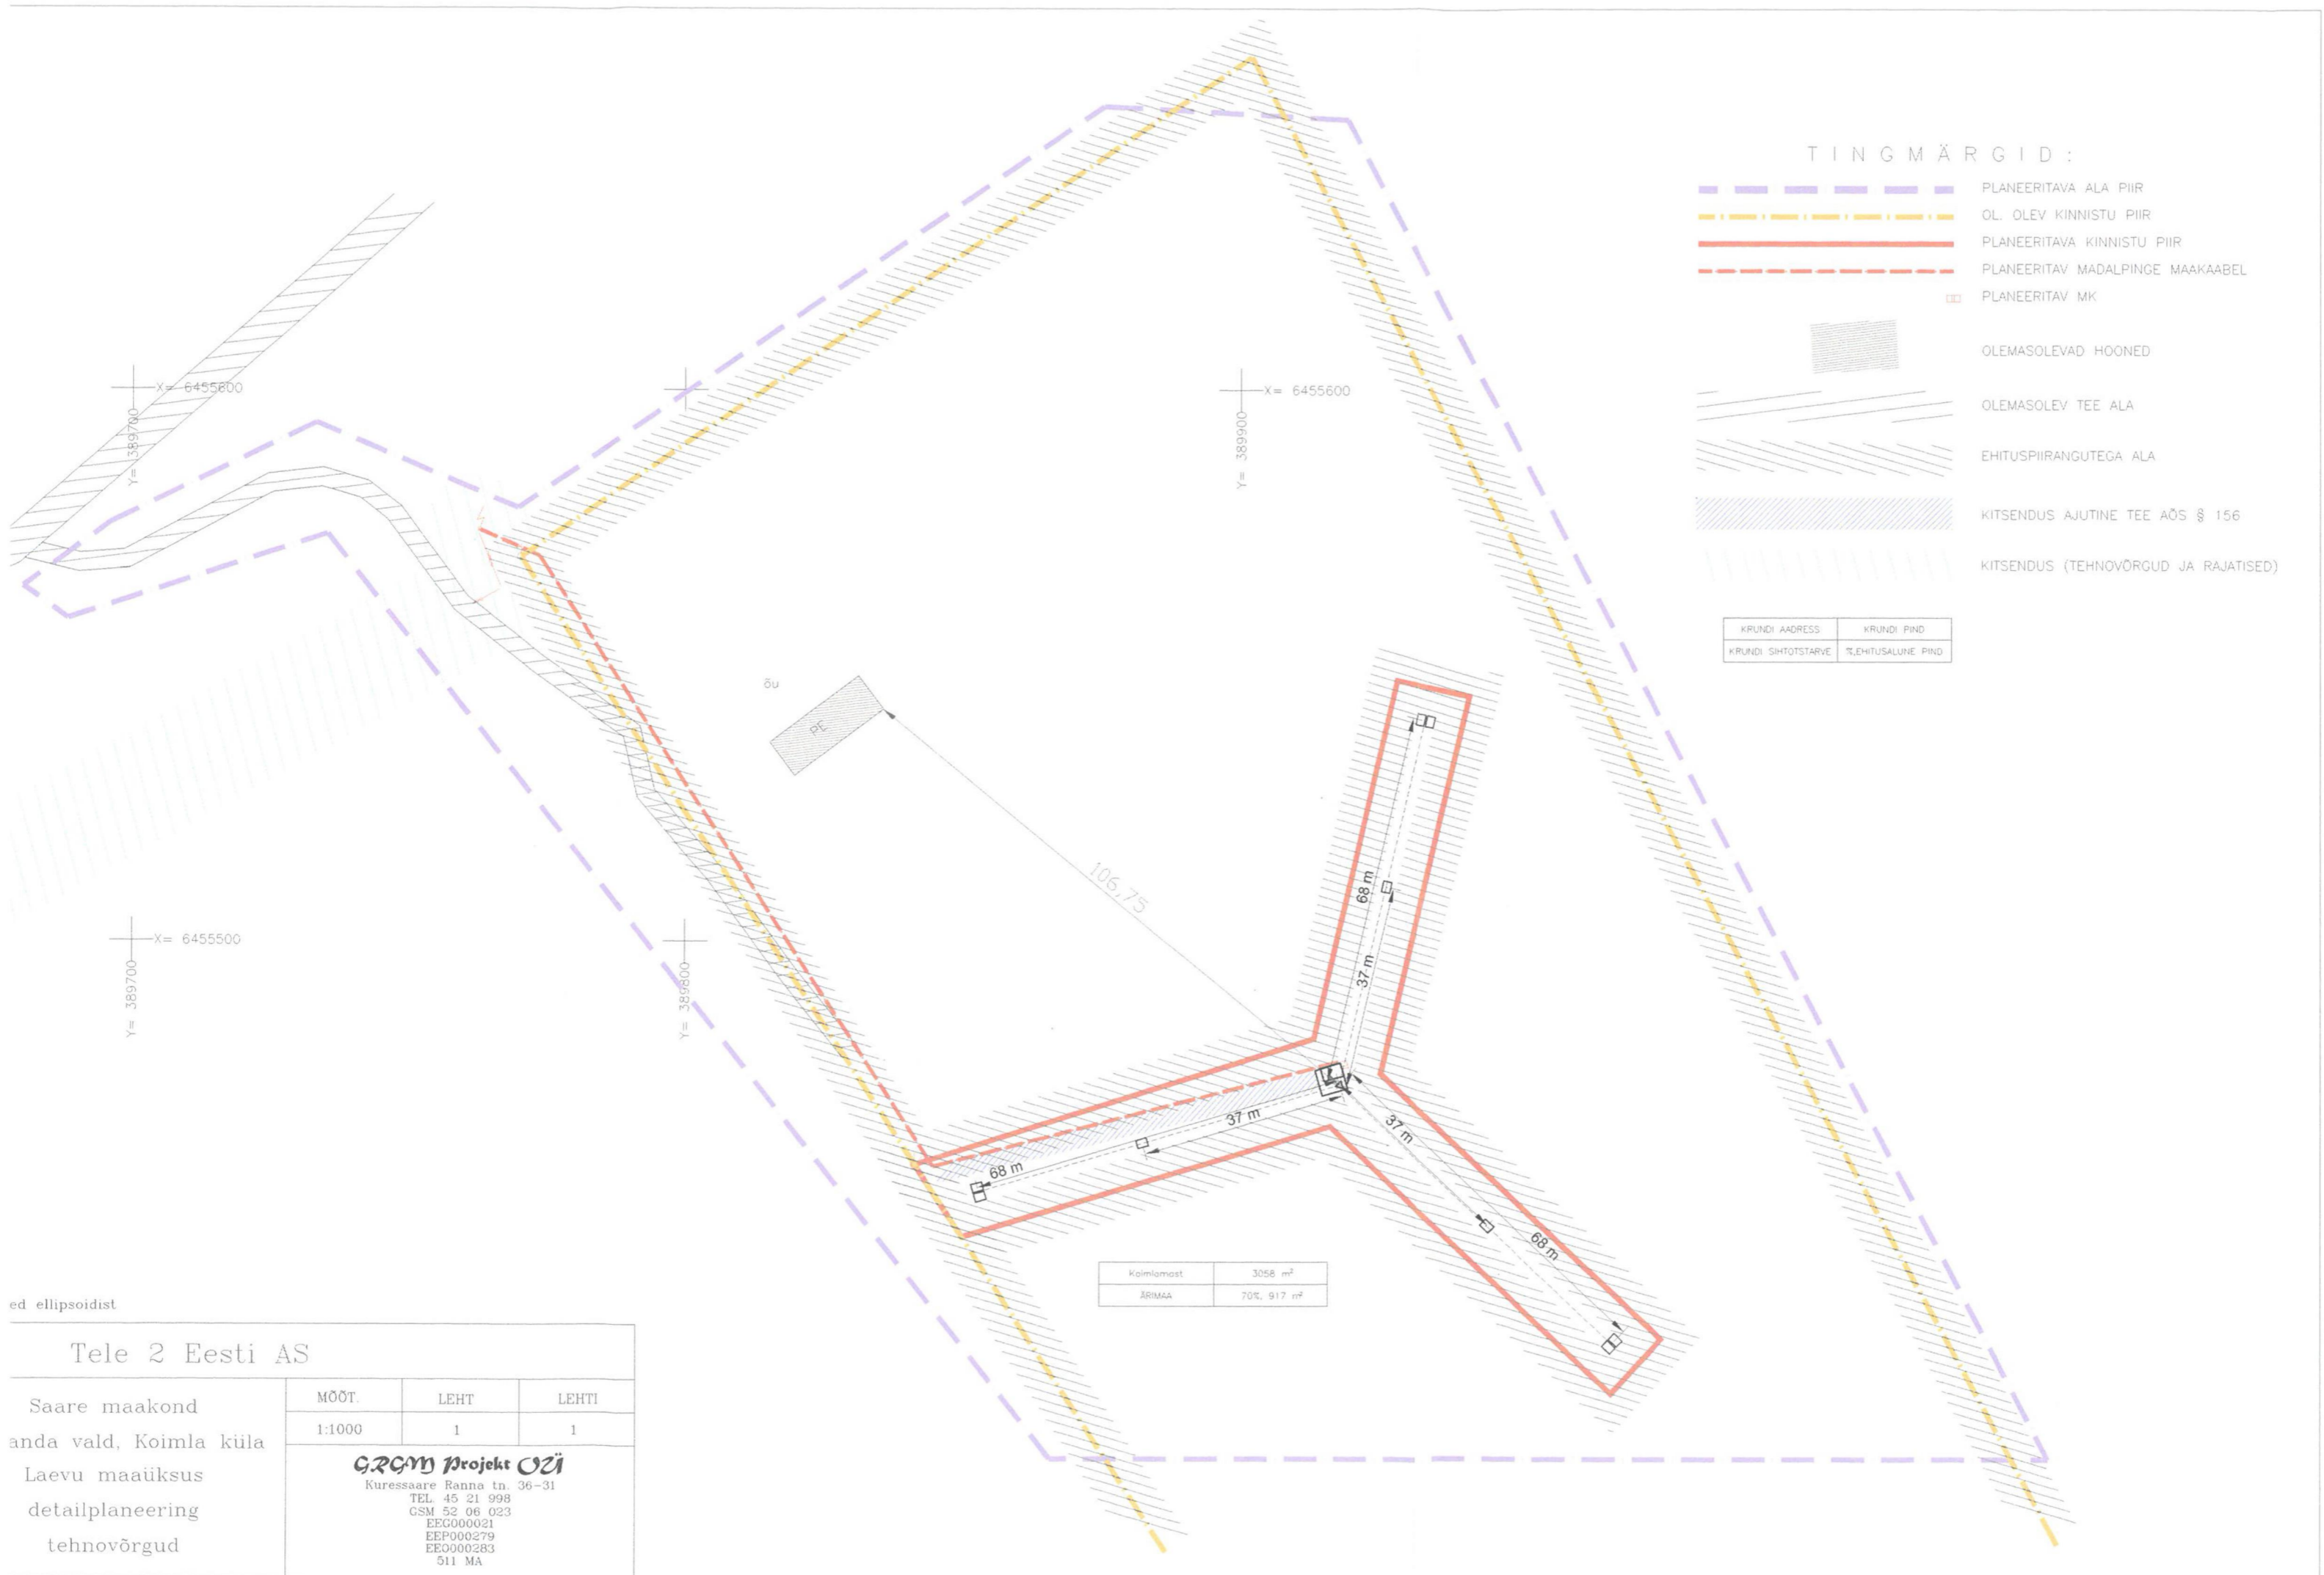 TINGMÄRGID:
PLANEERITAVA ALA PIIR
OL. OLEV KINNISTU PIIR
PLANEERITAVA KINNISTU PIIR
PLANEERITAV MADALPINGE MAAKAABEL
PLANEERITAV MK
OLEMASOLEVAD HOONED
OLEMASOLEV TEE ALA
EHITUSPIIRANGUTEGA ALA
KITSENDUS AJUTINE TEE AÕS § 156
KITSENDUS (TEHNOVÕRGUD JA RAJATISED)
KRUNDI AADRESS KRUNDI PIND
KRUNDI SIHTOTSTARVE %,EHITUSALUNE PIND
X= 6455600
Y= 389700
X= 6455600
Y= 389900
X= 6455500
Y= 389700
Y= 389800
õu
PE
106,75
68 m
37 m
37 m
68 m
37 m
68 m
Koimlamast 3058 m²
ÄRIMAA 70%, 917 m²
ed ellipsoidist
Tele 2 Eesti AS
Saare maakond
anda vald, Koimla küla
Laevu maaüksus
detailplaneering
tehnovõrgud
MÕÕT. LEHT LEHTI
1:1000 1 1
GRGM Projekt OÜ
Kuressaare Ranna tn. 36-31
TEL. 45 21 998
GSM 52 06 023
EEG000021
EEP000279
EEO000283
511 MA